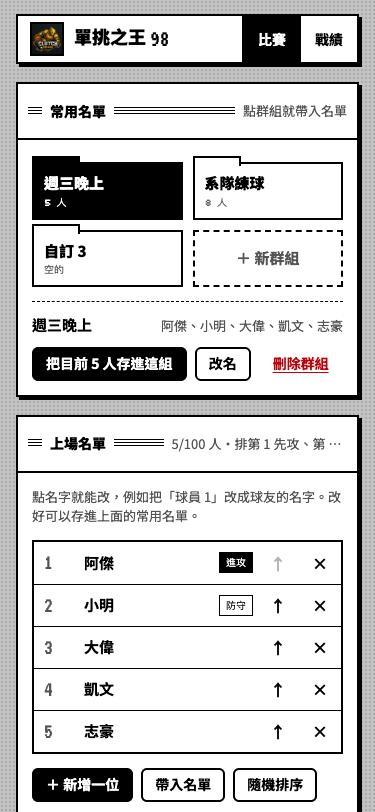 單挑之王 98
比賽
戰績
常用名單
點群組就帶入名單
週三晚上
5 人
系隊練球
8 人
自訂 3
空的
＋ 新群組
週三晚上
阿傑、小明、大偉、凱文、志豪
把目前 5 人存進這組
改名
刪除群組
上場名單
5/100 人・排第 1 先攻、第 …
點名字就能改，例如把「球員 1」改成球友的名字。改
好可以存進上面的常用名單。
1 阿傑 進攻 ↑ ✕
2 小明 防守 ↑ ✕
3 大偉 ↑ ✕
4 凱文 ↑ ✕
5 志豪 ↑ ✕
＋ 新增一位
帶入名單
隨機排序